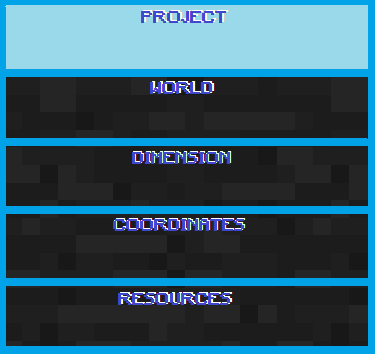 PROJECT
WORLD
DIMENSION
COORDINATES
RESOURCES